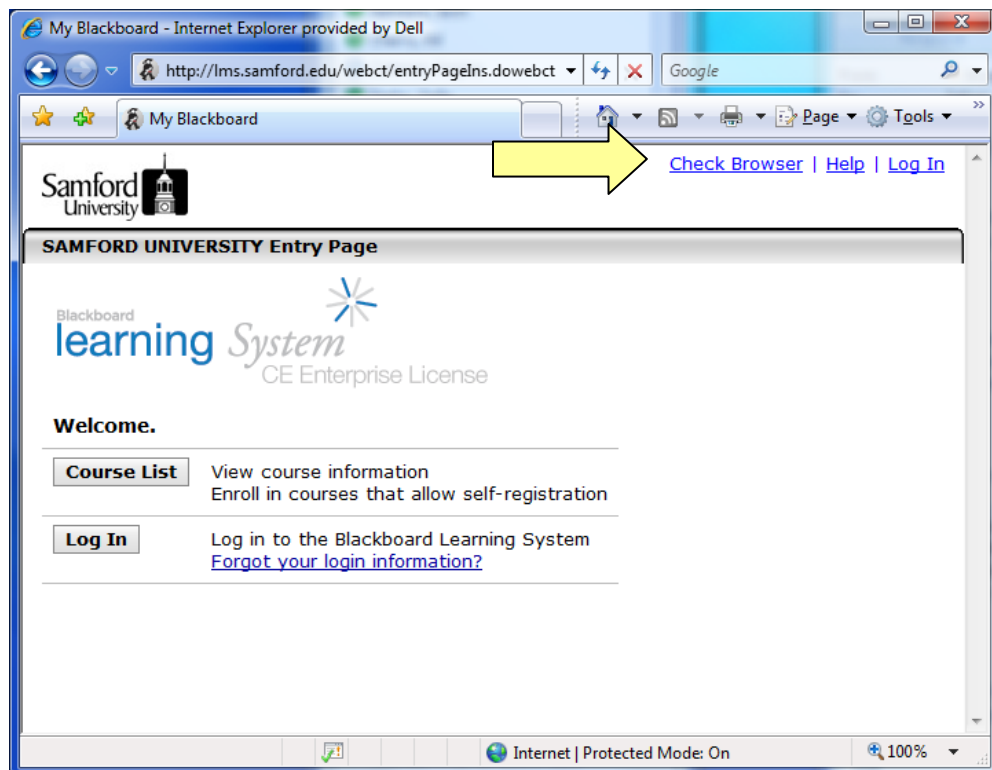 My Blackboard - Internet Explorer provided by Dell
http://lms.samford.edu/webct/entryPageIns.dowebct
Google
My Blackboard
Page
Tools
Check Browser | Help | Log In
Samford
University
SAMFORD UNIVERSITY Entry Page
Blackboard
learning System
CE Enterprise License
Welcome.
Course List
View course information
Enroll in courses that allow self-registration
Log In
Log in to the Blackboard Learning System
Forgot your login information?
Internet | Protected Mode: On
100%